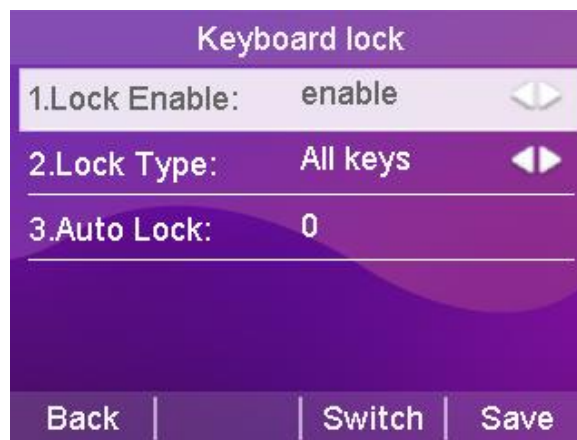 Keyboard lock
1.Lock Enable: enable
2.Lock Type: All keys
3.Auto Lock: 0
Back Switch Save